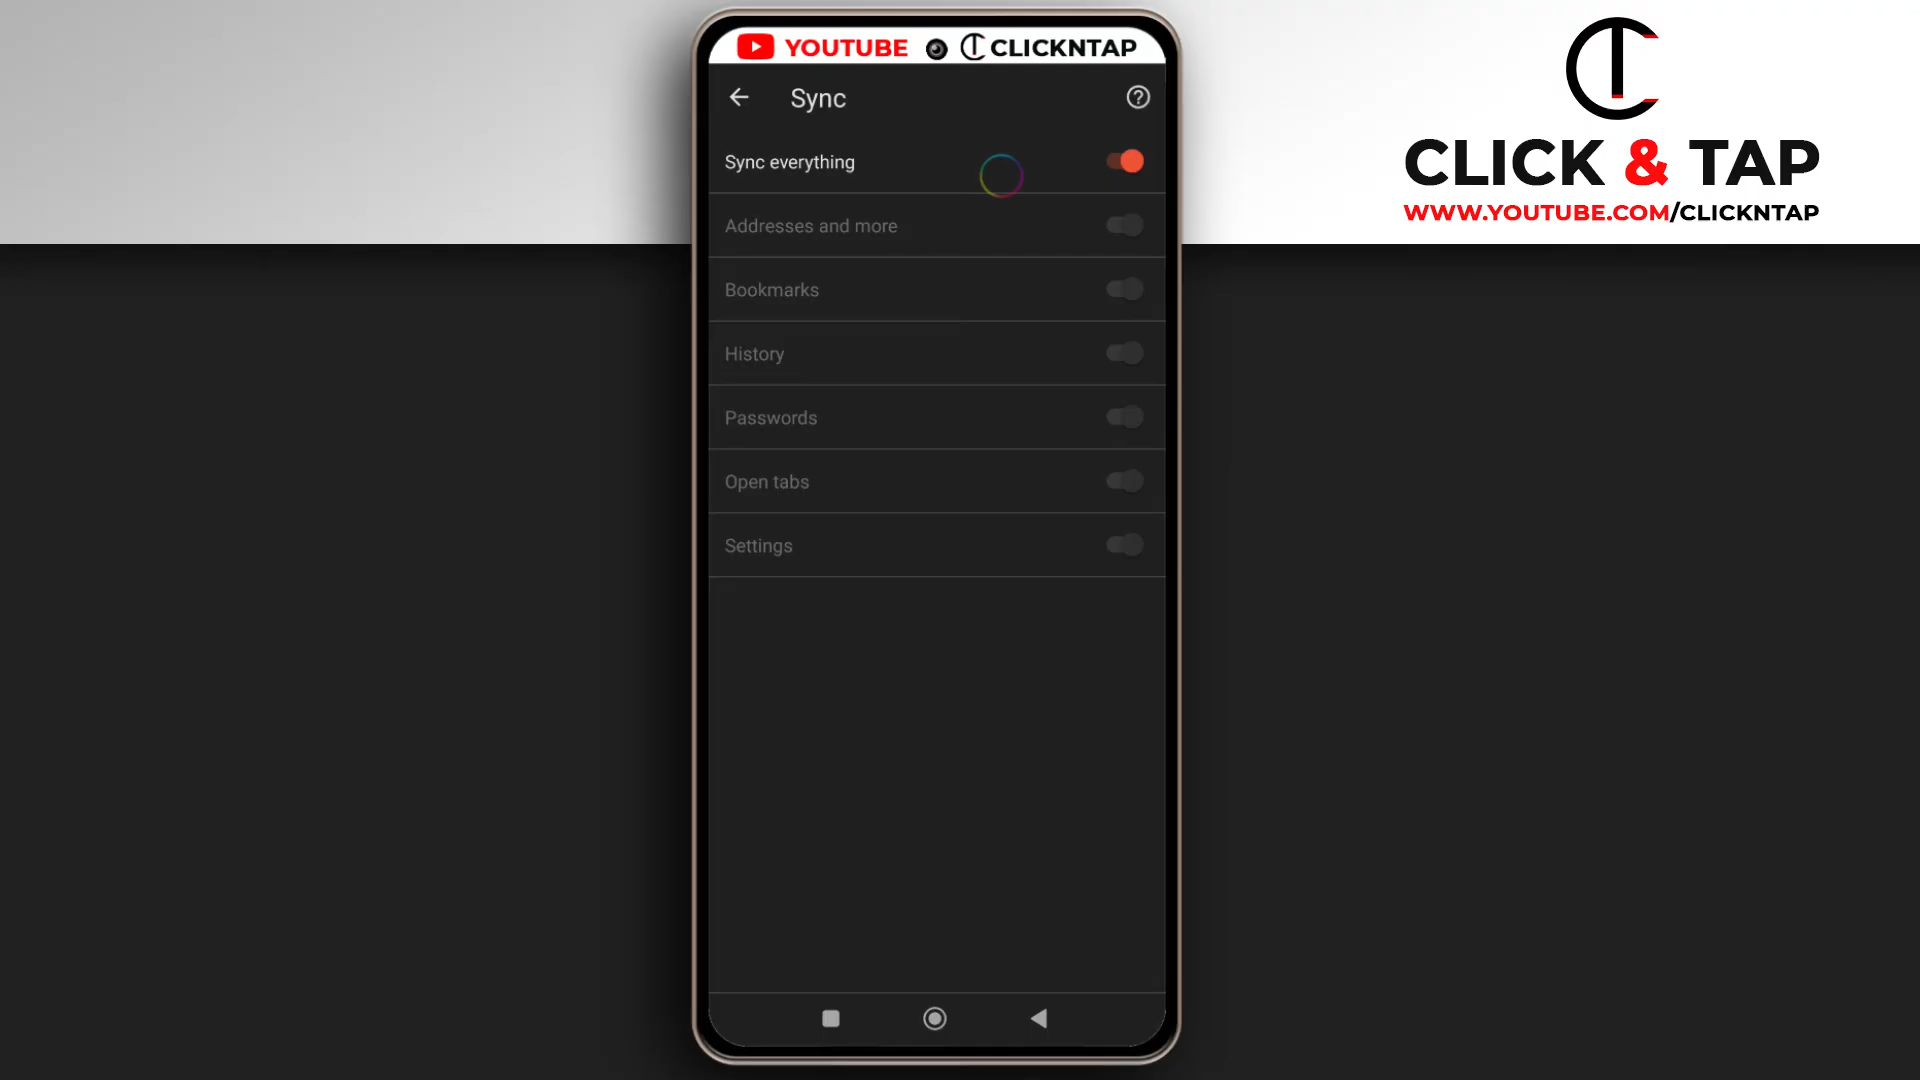 YOUTUBE CLICKNTAP
Sync
Sync everything
Addresses and more
Bookmarks
History
Passwords
Open tabs
Settings
CLICK & TAP
WWW.YOUTUBE.COM/CLICKNTAP